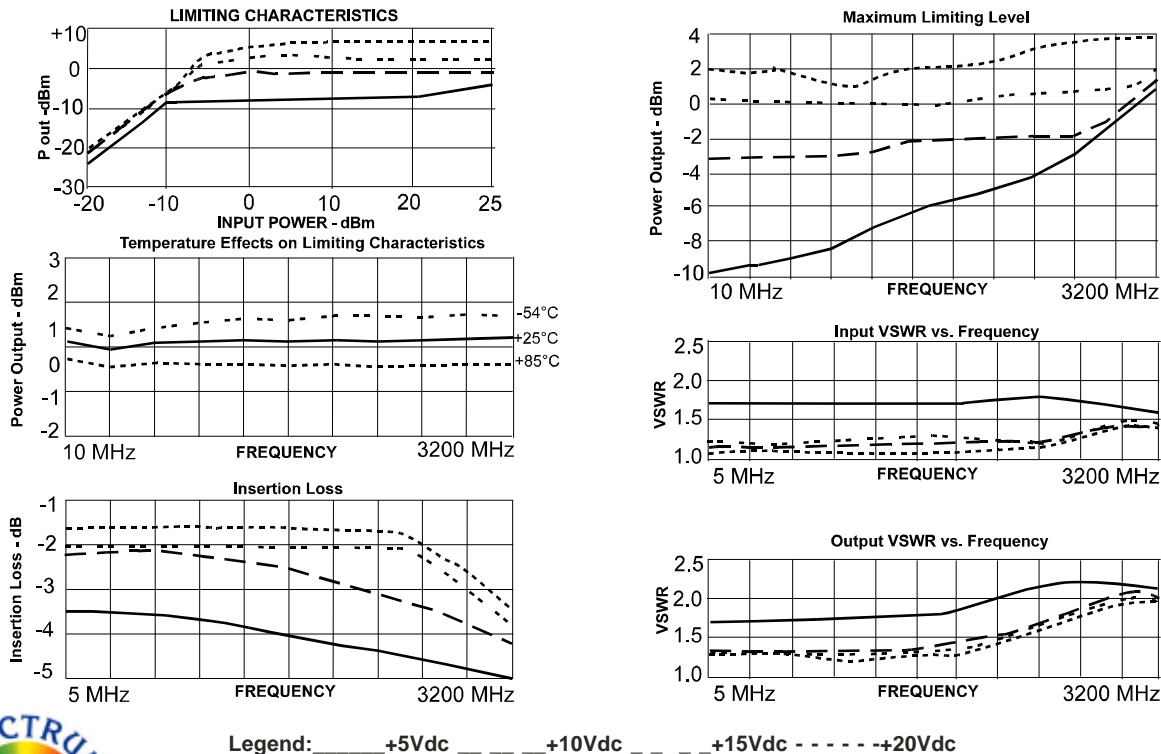 LIMITING CHARACTERISTICS
+10
0
-10
-20
-30
P out -dBm
-20 -10 0 10 20 25
INPUT POWER - dBm
Temperature Effects on Limiting Characteristics
3
2
1
0
-1
-2
Power Output - dBm
-54°C
+25°C
+85°C
10 MHz FREQUENCY 3200 MHz
Insertion Loss
-1
-2
-3
-4
-5
Insertion Loss - dB
5 MHz FREQUENCY 3200 MHz
Maximum Limiting Level
4
2
0
-2
-4
-6
-8
-10
Power Output - dBm
10 MHz FREQUENCY 3200 MHz
Input VSWR vs. Frequency
2.5
2.0
1.5
1.0
VSWR
5 MHz FREQUENCY 3200 MHz
Output VSWR vs. Frequency
2.5
2.0
1.5
1.0
VSWR
5 MHz FREQUENCY 3200 MHz
Legend:______+5Vdc __ __ __+10Vdc _ _ _ _+15Vdc - - - - - -+20Vdc